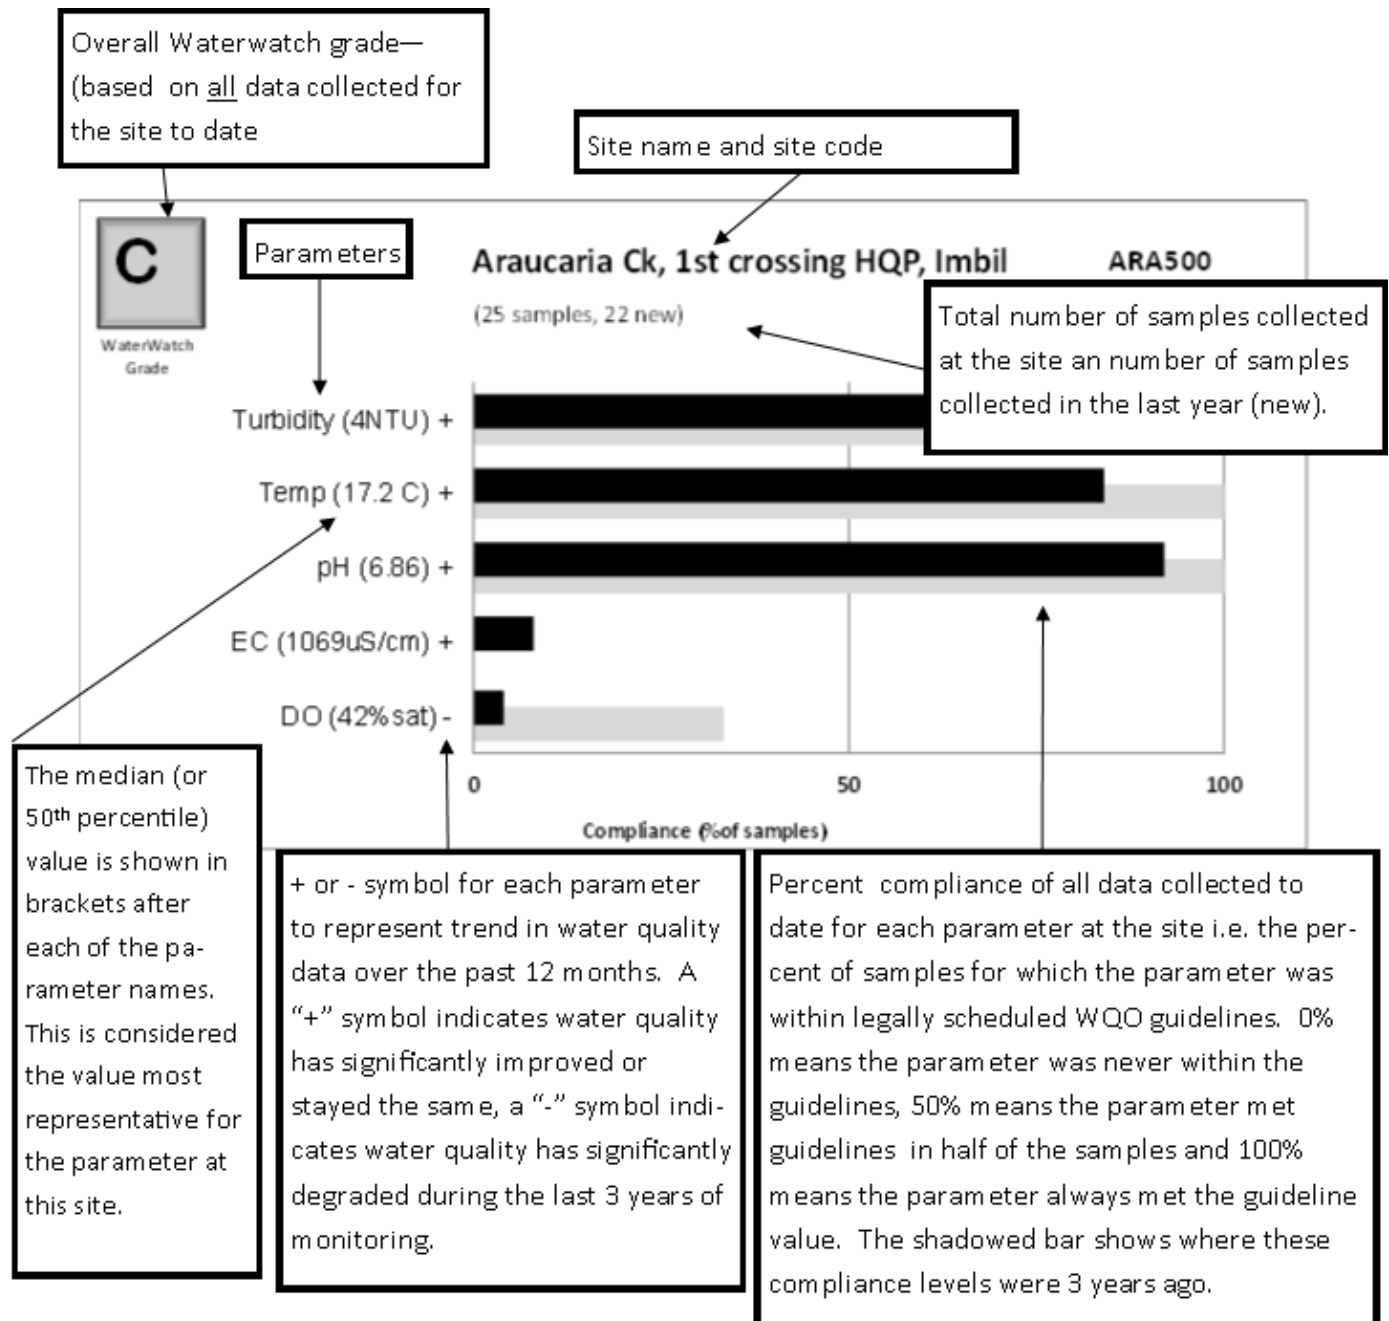 Overall Waterwatch grade—
(based on all data collected for
the site to date
Site name and site code
C
WaterWatch
Grade
Parameters
Araucaria Ck, 1st crossing HQP, Imbil ARA500
(25 samples, 22 new)
Total number of samples collected
at the site an number of samples
collected in the last year (new).
Turbidity (4NTU) +
Temp (17.2 C) +
pH (6.86) +
EC (1069uS/cm) +
DO (42%sat) -
0 50 100
Compliance (%of samples)
The median (or
50th percentile)
value is shown in
brackets after
each of the pa-
rameter names.
This is considered
the value most
representative for
the parameter at
this site.
+ or - symbol for each parameter
to represent trend in water quality
data over the past 12 months. A
“+” symbol indicates water quality
has significantly improved or
stayed the same, a “-” symbol indi-
cates water quality has significantly
degraded during the last 3 years of
monitoring.
Percent compliance of all data collected to
date for each parameter at the site i.e. the per-
cent of samples for which the parameter was
within legally scheduled WQO guidelines. 0%
means the parameter was never within the
guidelines, 50% means the parameter met
guidelines in half of the samples and 100%
means the parameter always met the guideline
value. The shadowed bar shows where these
compliance levels were 3 years ago.